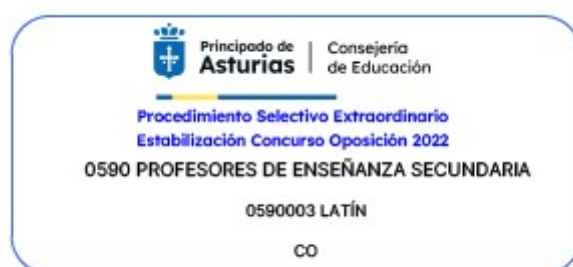 Principado de Asturias | Consejería de Educación
Procedimiento Selectivo Extraordinario
Estabilización Concurso Oposición 2022
0590 PROFESORES DE ENSEÑANZA SECUNDARIA
0590003 LATÍN
CO